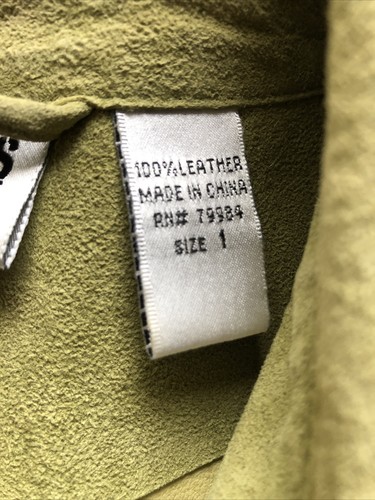 S
100%LEATHER
MADE IN CHINA
RN# 79984
SIZE 1